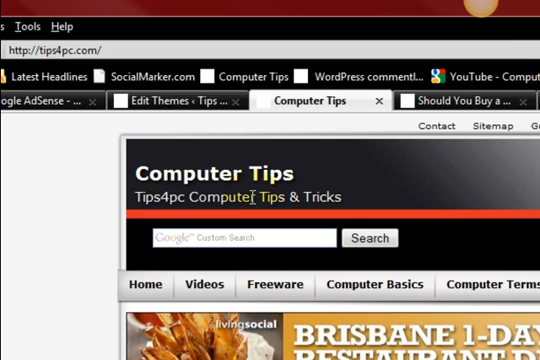 s Tools Help
http://tips4pc.com/
Latest Headlines SocialMarker.com Computer Tips WordPress commentl... YouTube - Comput
ogle AdSense - ... Edit Themes ‹ Tips ... Computer Tips Should You Buy a ...
Contact Sitemap
Computer Tips
Tips4pc Computer Tips & Tricks
Google™ Custom Search Search
Home Videos Freeware Computer Basics Computer Terms
livingsocial BRISBANE 1-DAY
RESTAURANT D